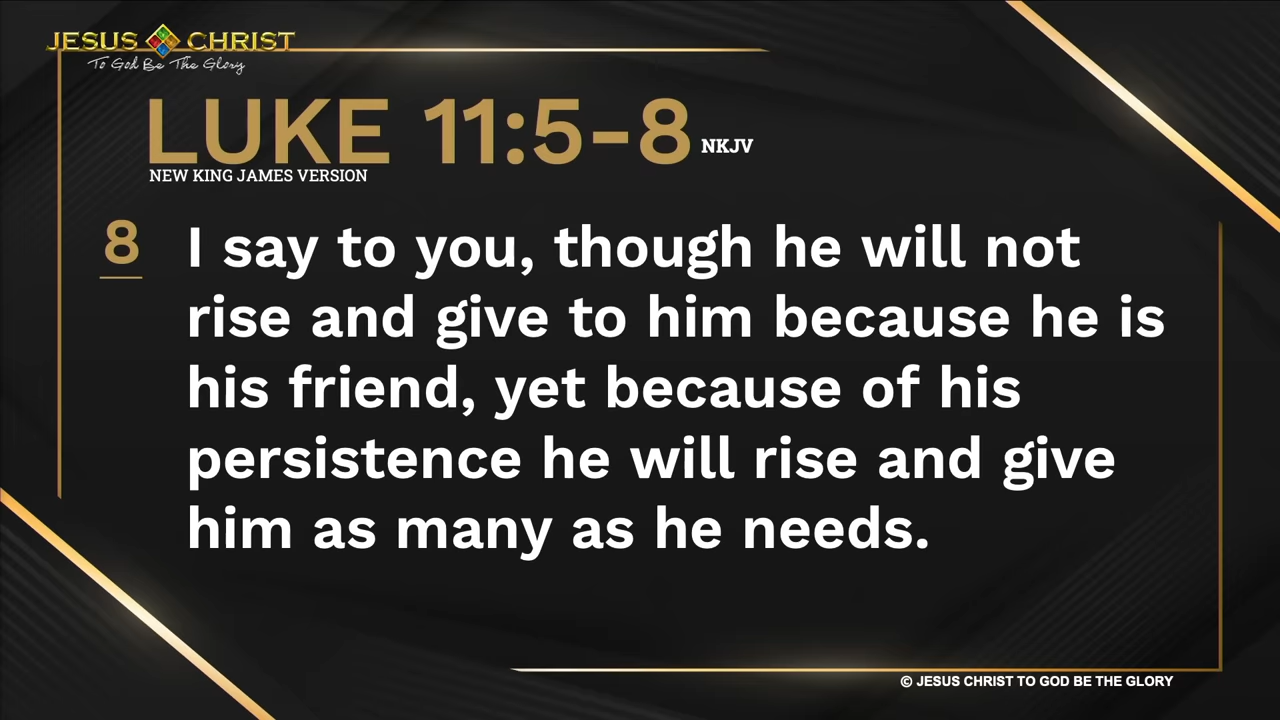 JESUS CHRIST
To God Be The Glory
LUKE 11:5-8 NKJV
NEW KING JAMES VERSION
8 I say to you, though he will not
rise and give to him because he is
his friend, yet because of his
persistence he will rise and give
him as many as he needs.
© JESUS CHRIST TO GOD BE THE GLORY